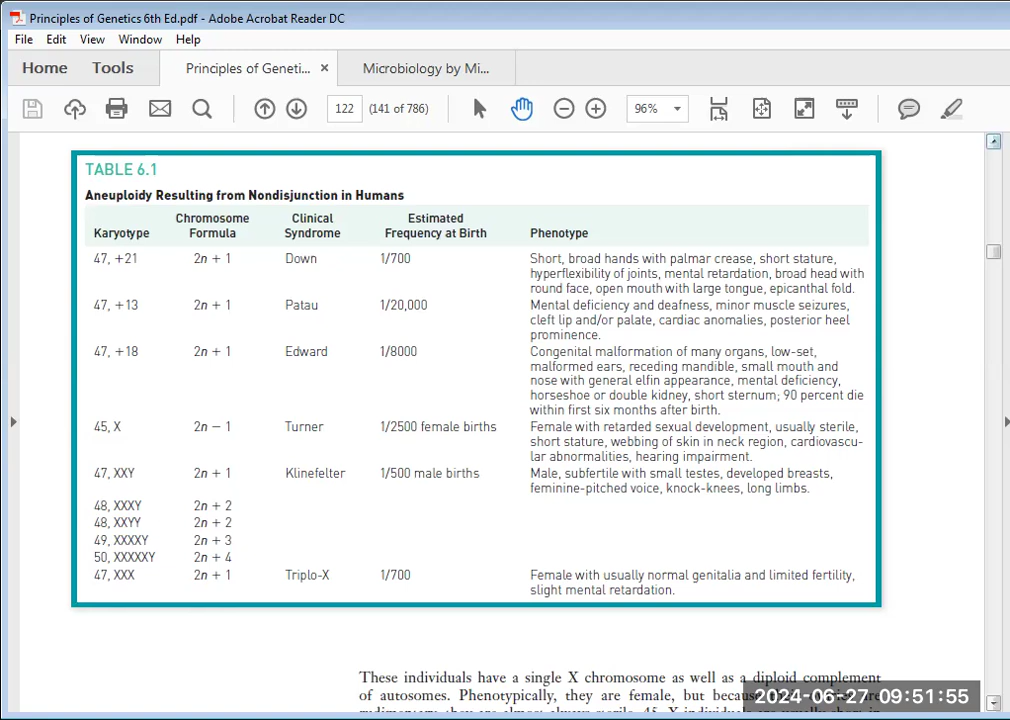 Principles of Genetics 6th Ed.pdf - Adobe Acrobat Reader DC
File Edit View Window Help
Home Tools Principles of Geneti... × Microbiology by Mi...
122 (141 of 786) 96%
TABLE 6.1
Aneuploidy Resulting from Nondisjunction in Humans
Karyotype Chromosome Formula Clinical Syndrome Estimated Frequency at Birth Phenotype
47, +21 2n + 1 Down 1/700 Short, broad hands with palmar crease, short stature,
hyperflexibility of joints, mental retardation, broad head with
round face, open mouth with large tongue, epicanthal fold.
47, +13 2n + 1 Patau 1/20,000 Mental deficiency and deafness, minor muscle seizures,
cleft lip and/or palate, cardiac anomalies, posterior heel
prominence.
47, +18 2n + 1 Edward 1/8000 Congenital malformation of many organs, low-set,
malformed ears, receding mandible, small mouth and
nose with general elfin appearance, mental deficiency,
horseshoe or double kidney, short sternum; 90 percent die
within first six months after birth.
45, X 2n − 1 Turner 1/2500 female births Female with retarded sexual development, usually sterile,
short stature, webbing of skin in neck region, cardiovascu-
lar abnormalities, hearing impairment.
47, XXY 2n + 1 Klinefelter 1/500 male births Male, subfertile with small testes, developed breasts,
feminine-pitched voice, knock-knees, long limbs.
48, XXXY 2n + 2
48, XXYY 2n + 2
49, XXXXY 2n + 3
50, XXXXXY 2n + 4
47, XXX 2n + 1 Triplo-X 1/700 Female with usually normal genitalia and limited fertility,
slight mental retardation.
These individuals have a single X chromosome as well as a diploid complement
of autosomes. Phenotypically, they are female, but
2024-06-27 09:51:55